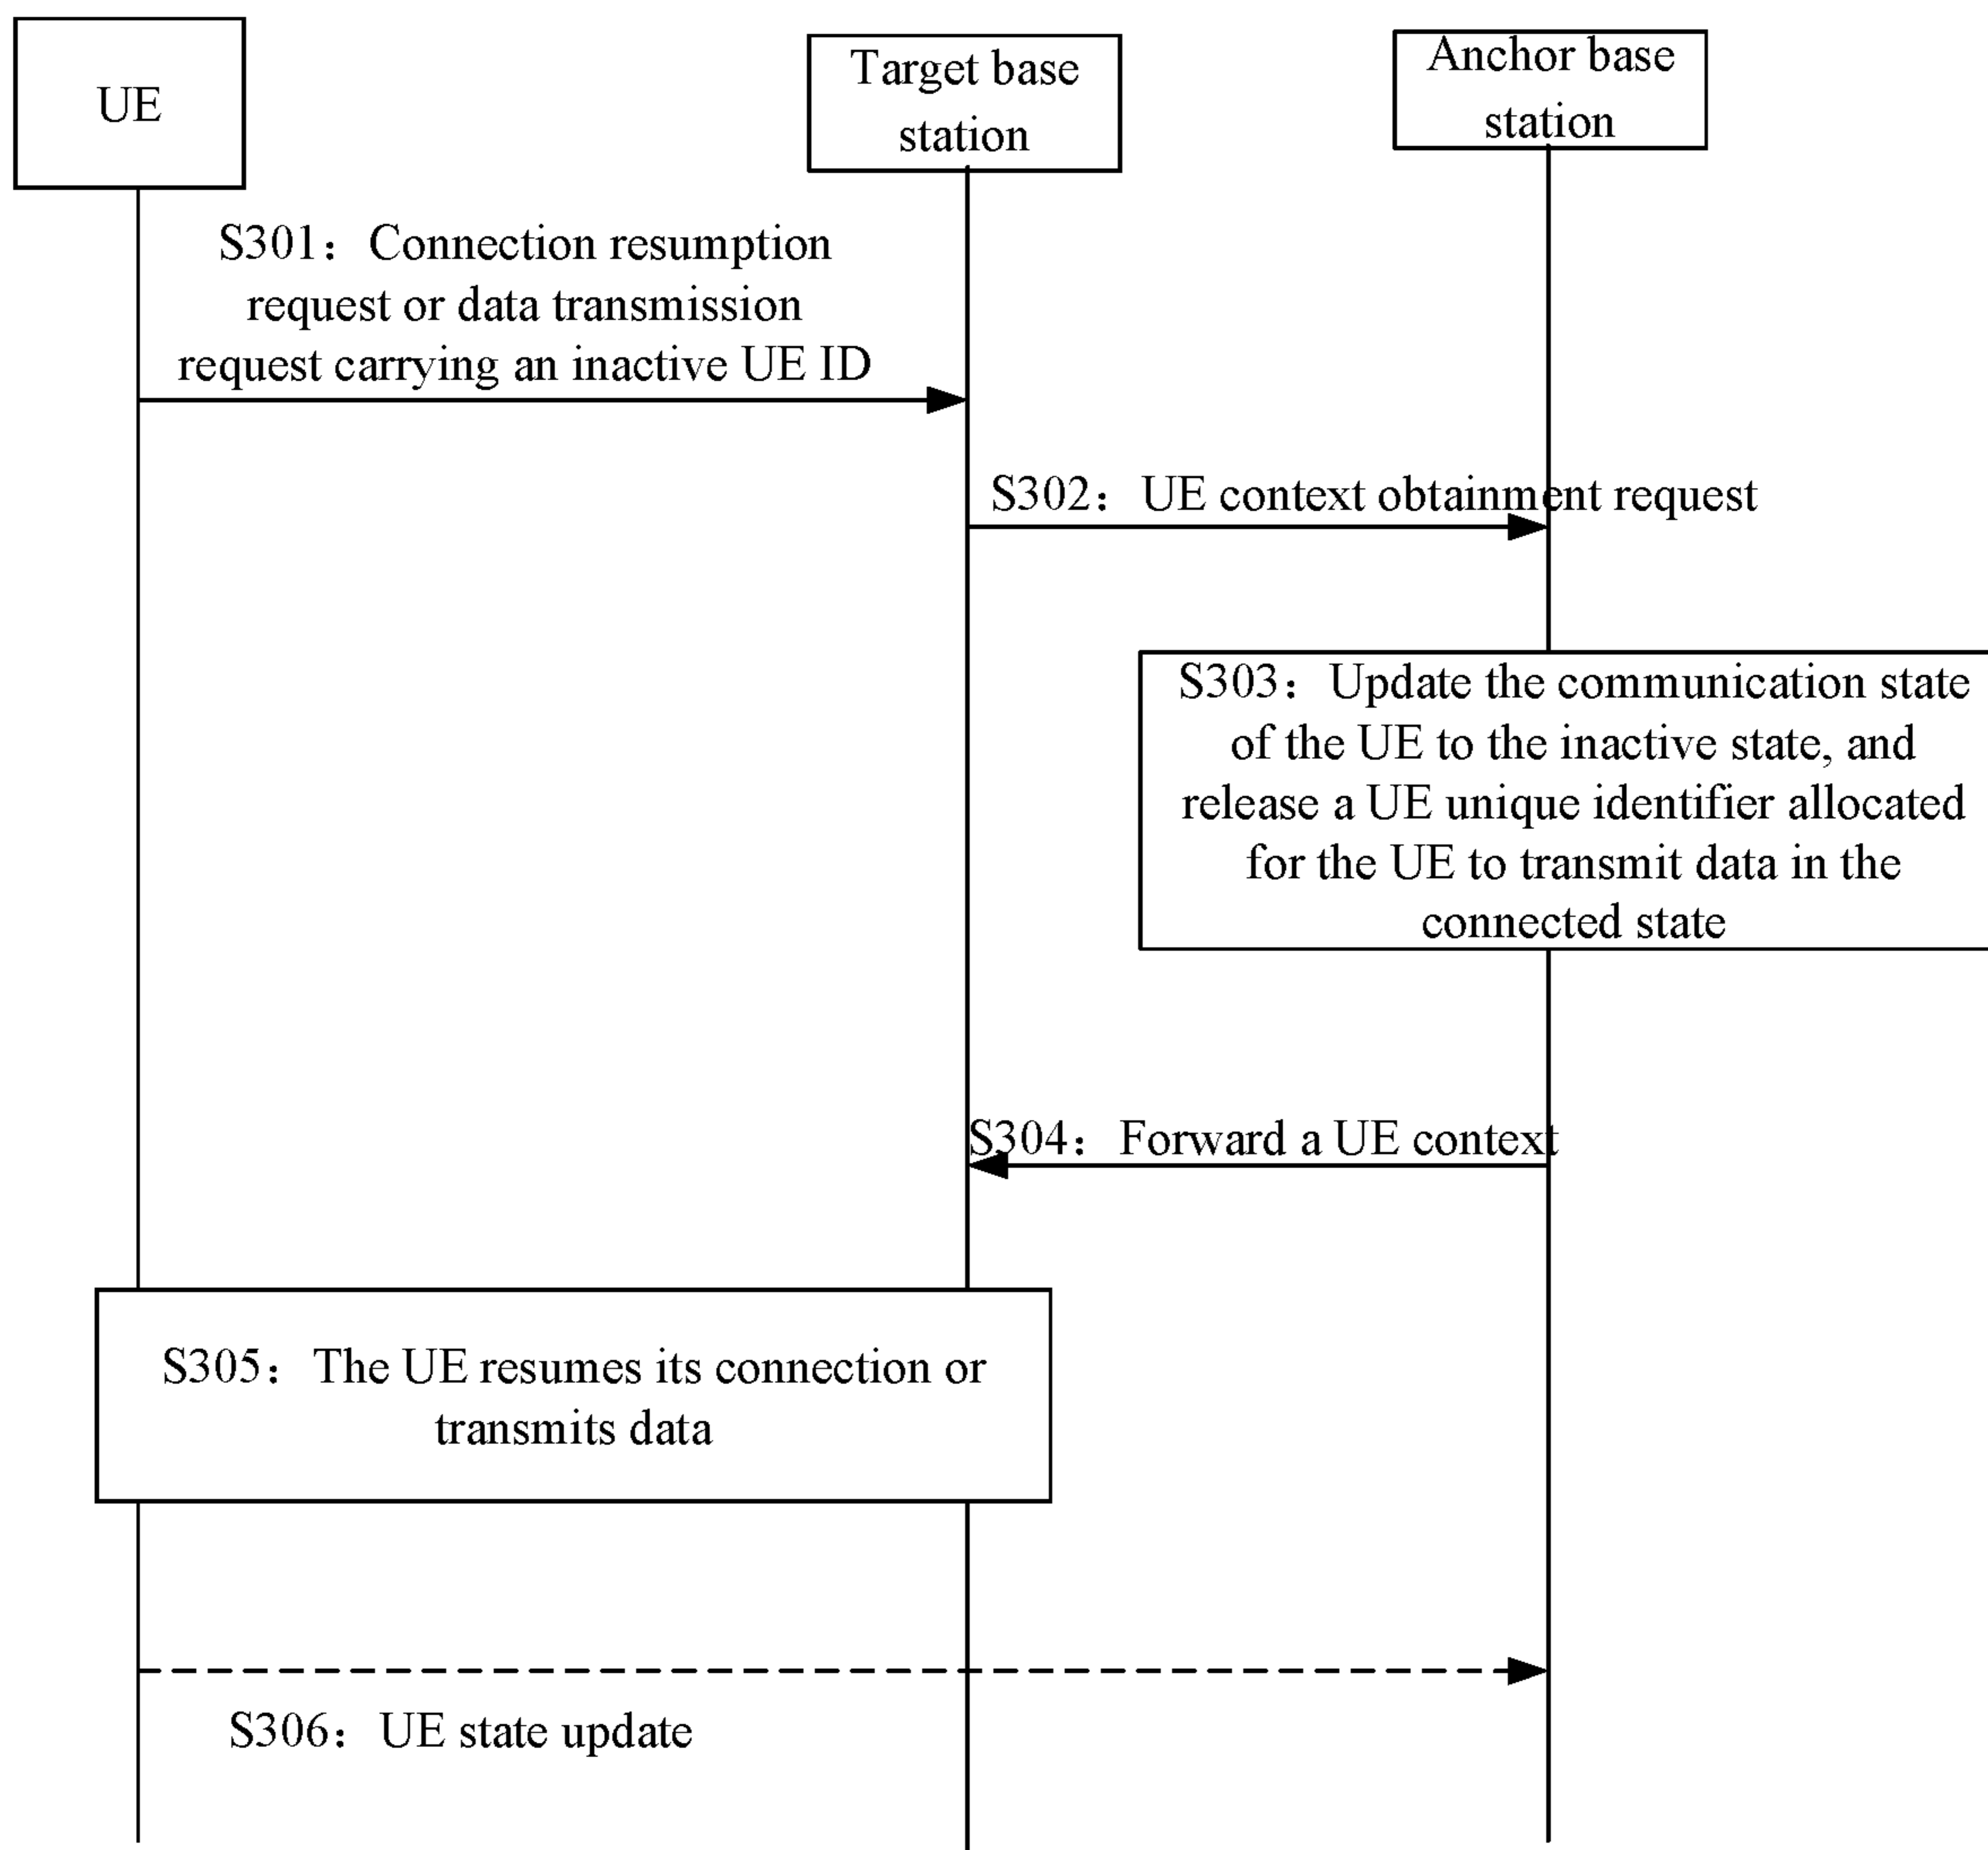 UE
Target base
station
Anchor base
station
S301：Connection resumption
request or data transmission
request carrying an inactive UE ID
S302：UE context obtainment request
S303：Update the communication state
of the UE to the inactive state, and
release a UE unique identifier allocated
for the UE to transmit data in the
connected state
S304：Forward a UE context
S305：The UE resumes its connection or
transmits data
S306：UE state update